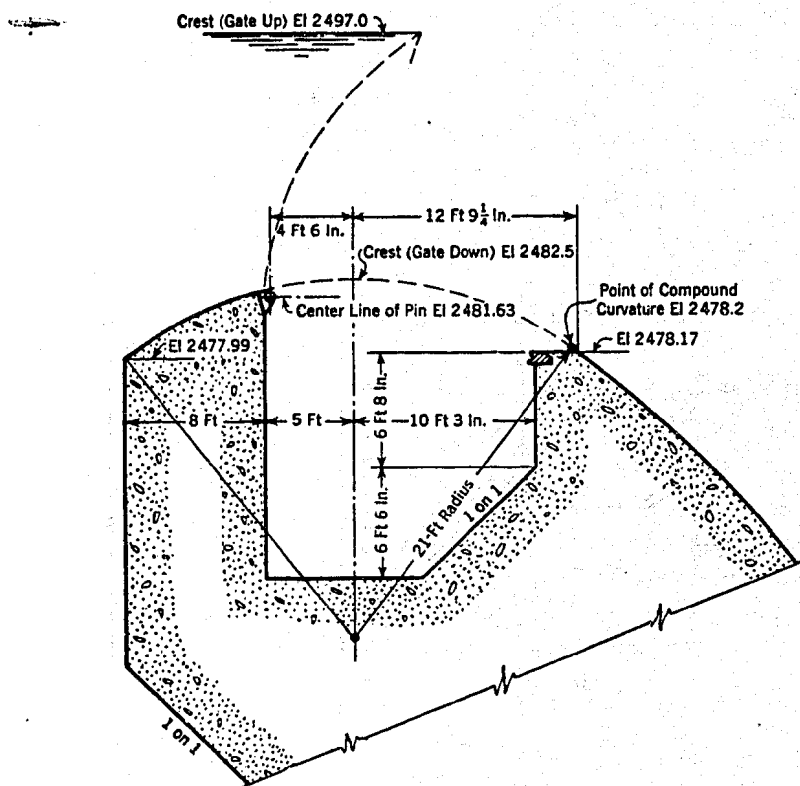 Crest (Gate Up) El 2497.0
12 Ft 9 1/4 In.
4 Ft 6 In.
Crest (Gate Down) El 2482.5
Point of Compound
Curvature El 2478.2
Center Line of Pin El 2481.63
El 2478.17
El 2477.99
6 Ft 8 In.
8 Ft
5 Ft
10 Ft 3 In.
6 Ft 6 In.
21-Ft Radius
1 on 1
1 on 1